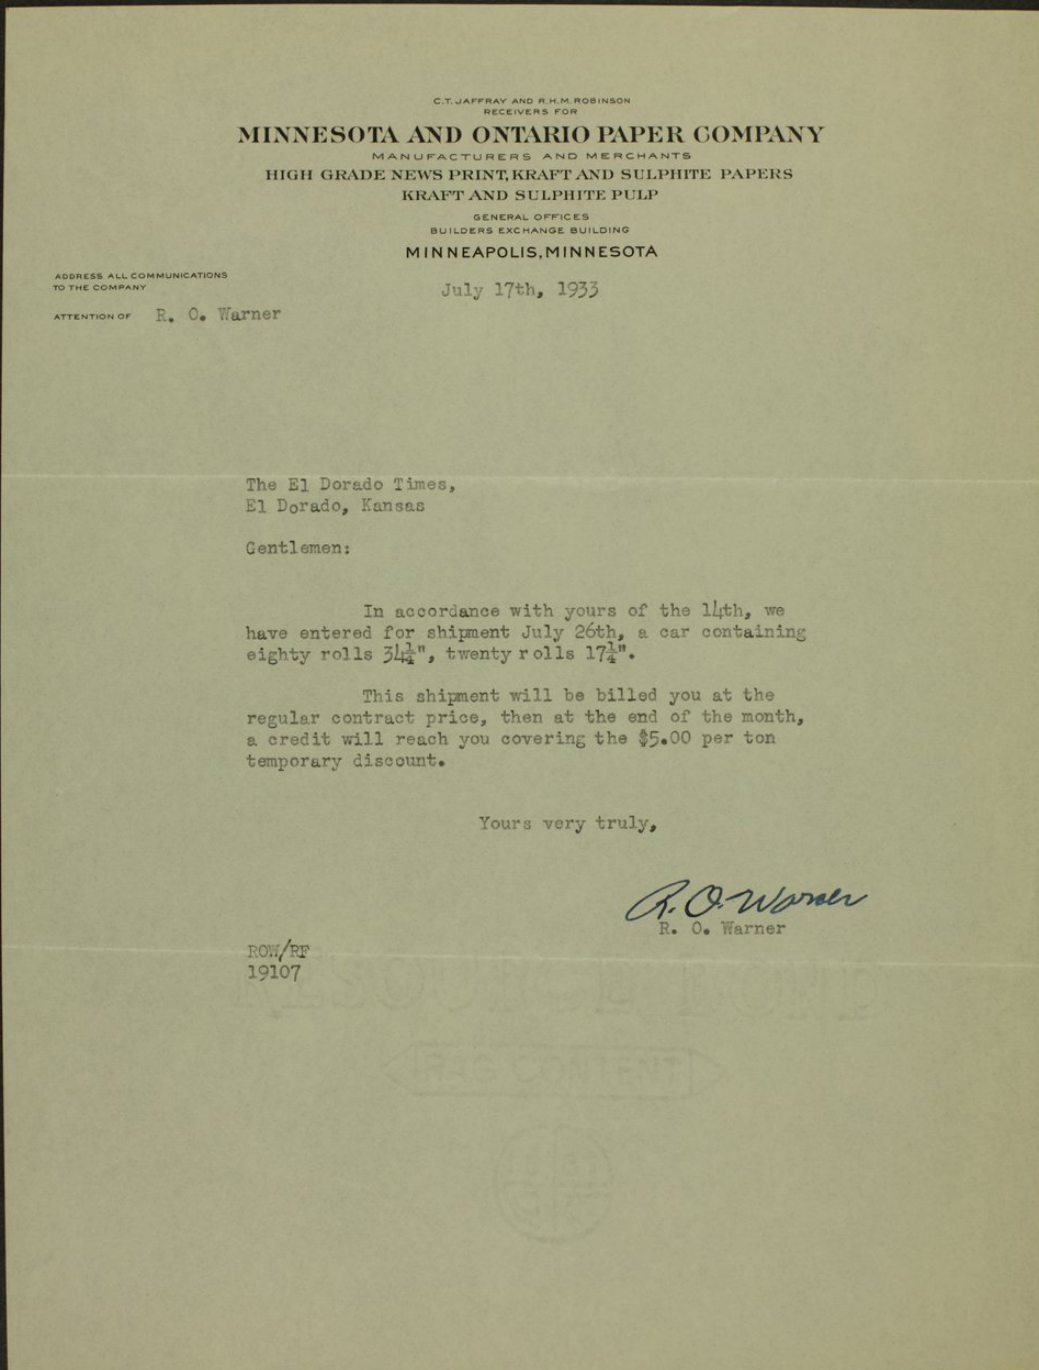 C.T. JAFFRAY AND R.H.M. ROBINSON
RECEIVERS FOR
MINNESOTA AND ONTARIO PAPER COMPANY
MANUFACTURERS AND MERCHANTS
HIGH GRADE NEWS PRINT, KRAFT AND SULPHITE PAPERS
KRAFT AND SULPHITE PULP
GENERAL OFFICES
BUILDERS EXCHANGE BUILDING
MINNEAPOLIS, MINNESOTA
ADDRESS ALL COMMUNICATIONS
TO THE COMPANY
July 17th, 1933
ATTENTION OF R. O. Warner
The El Dorado Times,
El Dorado, Kansas
Gentlemen:
In accordance with yours of the 14th, we
have entered for shipment July 26th, a car containing
eighty rolls 34¼", twenty rolls 17¼".
This shipment will be billed you at the
regular contract price, then at the end of the month,
a credit will reach you covering the $5.00 per ton
temporary discount.
Yours very truly,
R. O. Warner
R. O. Warner
ROW/RF
19107
RESOURCE BOND
RAG CONTENT